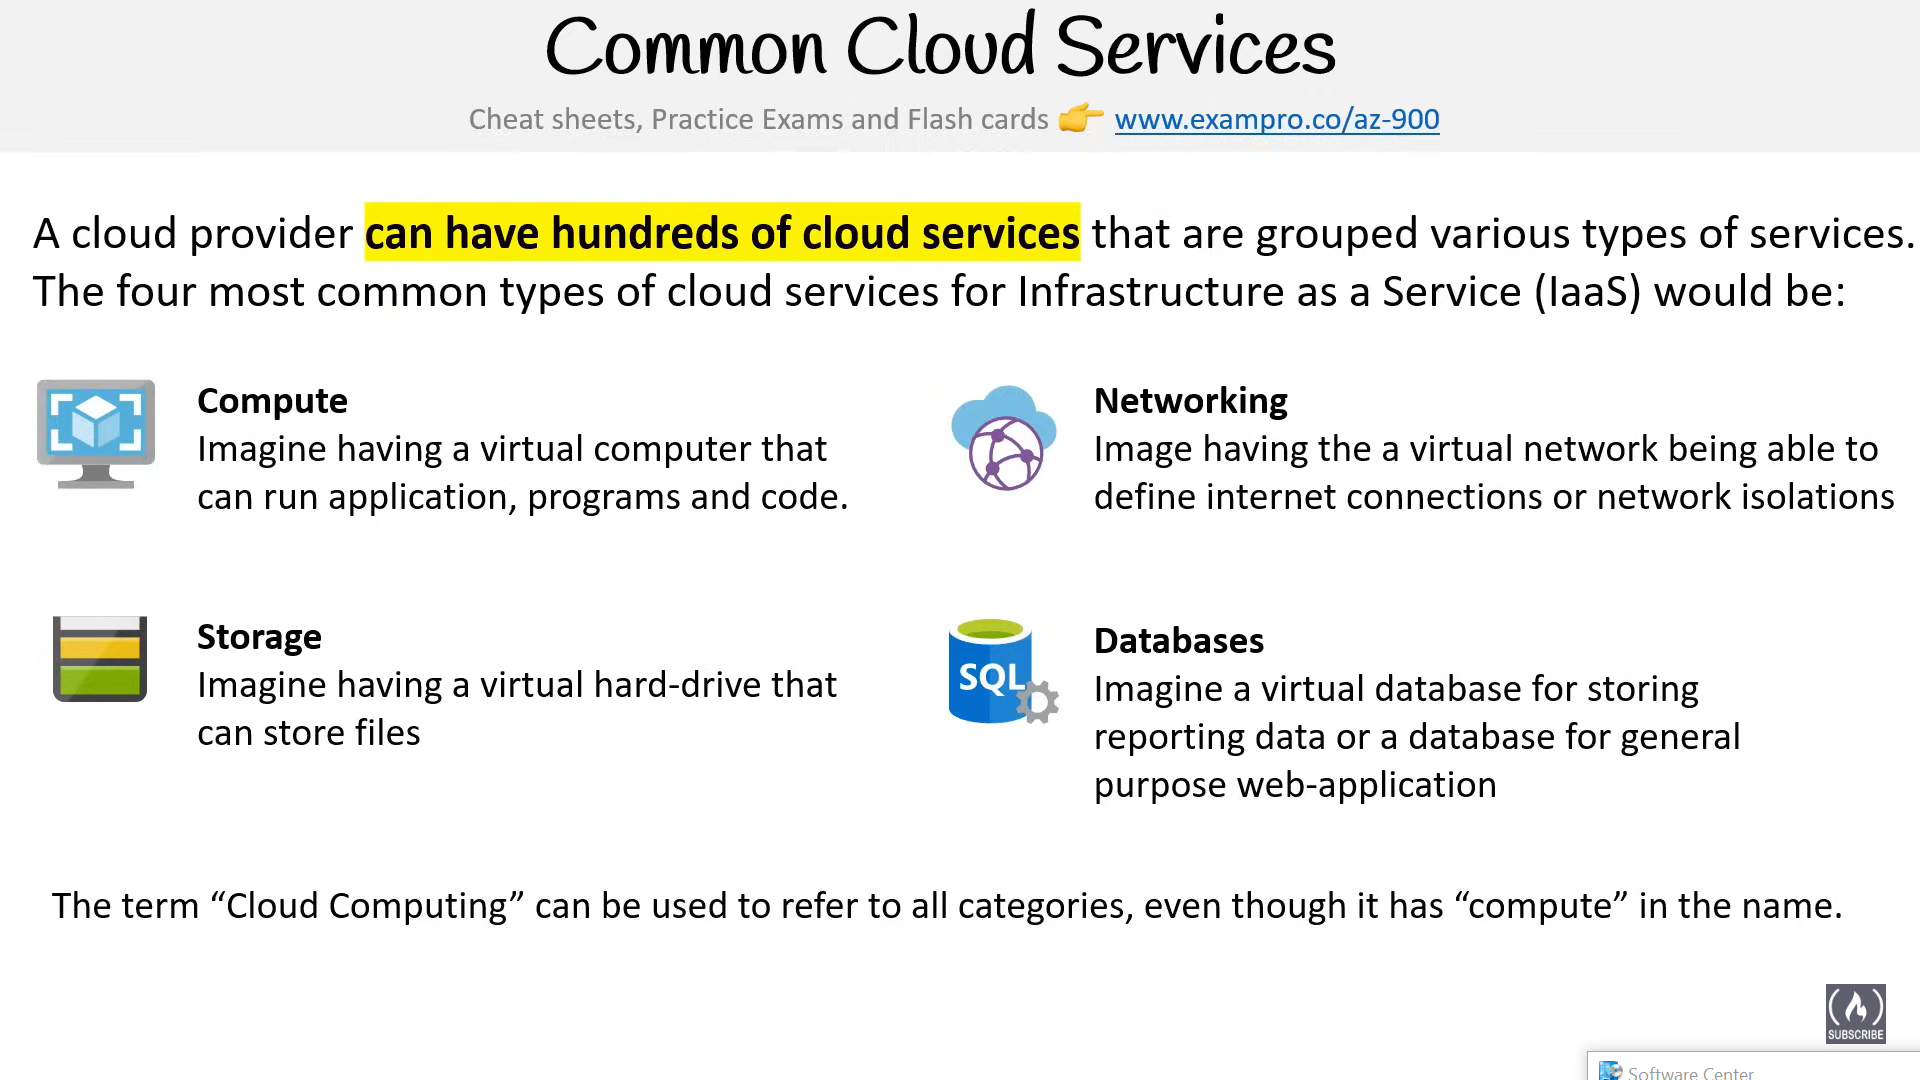 Common Cloud Services
Cheat sheets, Practice Exams and Flash cards 👉 www.exampro.co/az-900
A cloud provider can have hundreds of cloud services that are grouped various types of services.
The four most common types of cloud services for Infrastructure as a Service (IaaS) would be:
Compute
Imagine having a virtual computer that
can run application, programs and code.
Networking
Image having the a virtual network being able to
define internet connections or network isolations
Storage
Imagine having a virtual hard-drive that
can store files
SQL
Databases
Imagine a virtual database for storing
reporting data or a database for general
purpose web-application
The term “Cloud Computing” can be used to refer to all categories, even though it has “compute” in the name.
SUBSCRIBE
Software Center